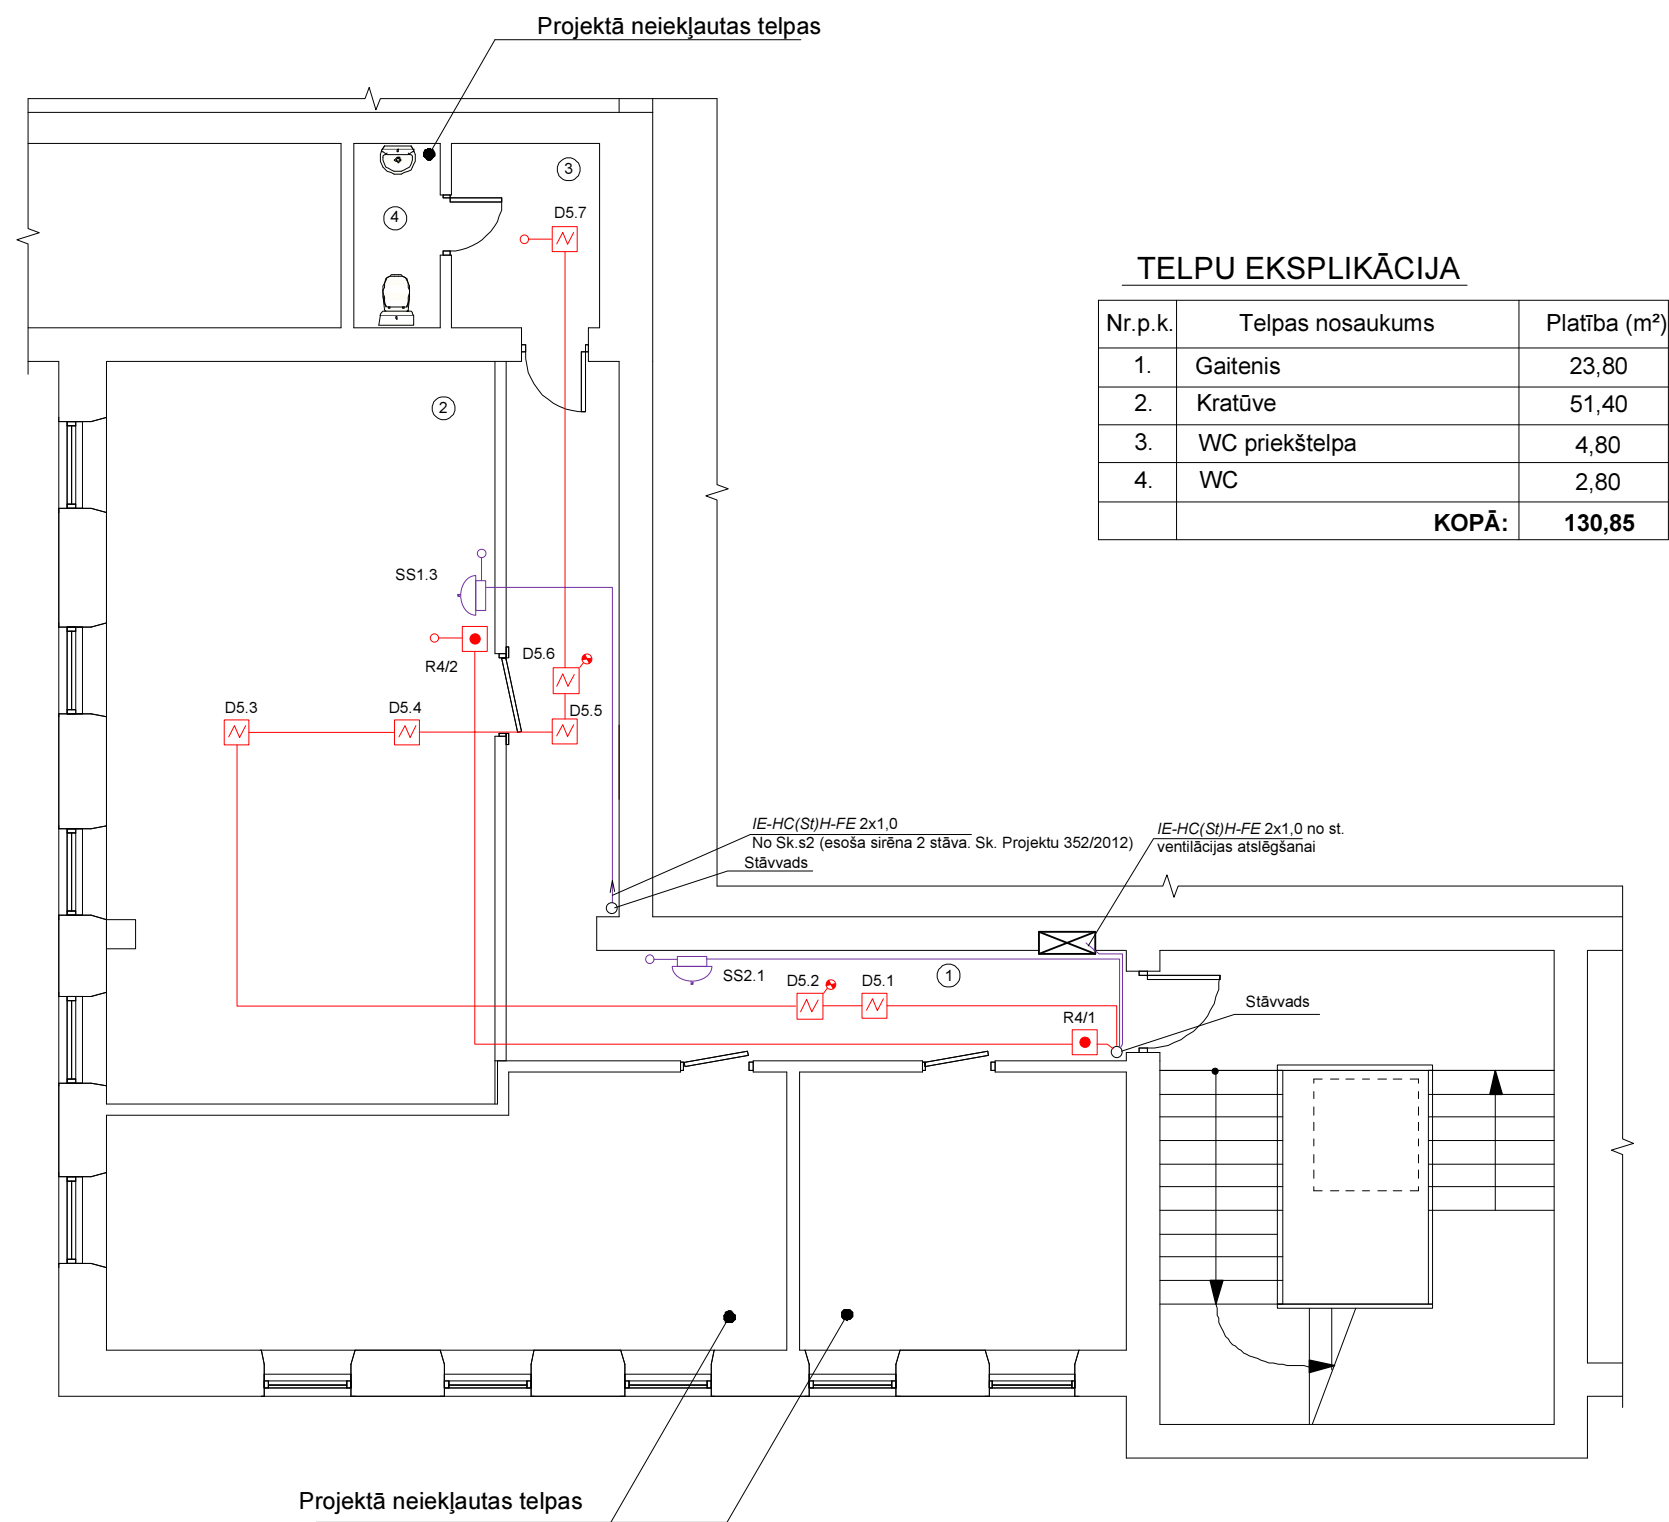 Projektā neiekļautas telpas
3
4
D5.7
TELPU EKSPLIKĀCIJA
Nr.p.k. Telpas nosaukums Platība (m²)
1. Gaitenis 23,80
2. Kratūve 51,40
3. WC priekštelpa 4,80
4. WC 2,80
KOPĀ: 130,85
2
SS1.3
R4/2
D5.6
D5.3
D5.4
D5.5
IE-HC(St)H-FE 2x1,0
No Sk.s2 (esoša sirēna 2 stāva. Sk. Projektu 352/2012)
Stāvvads
IE-HC(St)H-FE 2x1,0 no st.
ventilācijas atslēgšanai
SS2.1
D5.2
D5.1
1
R4/1
Stāvvads
Projektā neiekļautas telpas